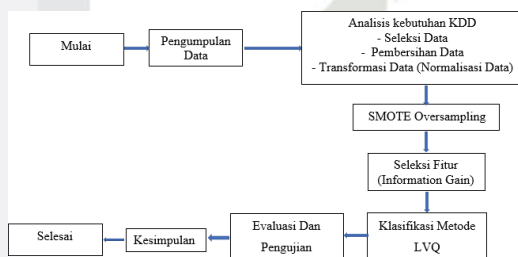 Mulai
Pengumpulan
Data
Analisis kebutuhan KDD
- Seleksi Data
- Pembersihan Data
- Transformasi Data (Normalisasi Data)
SMOTE Oversampling
Seleksi Fitur
(Information Gain)
Klasifikasi Metode
LVQ
Evaluasi Dan
Pengujian
Kesimpulan
Selesai